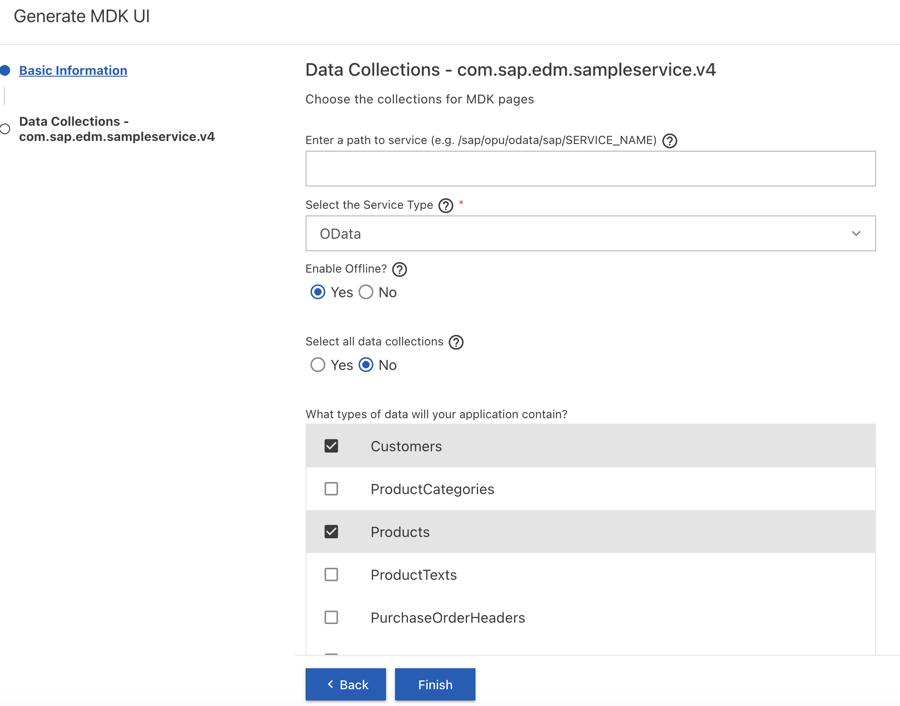 Generate MDK UI
Basic Information
Data Collections -
com.sap.edm.sampleservice.v4
Data Collections - com.sap.edm.sampleservice.v4
Choose the collections for MDK pages
Enter a path to service (e.g. /sap/opu/odata/sap/SERVICE_NAME) ?
Select the Service Type ? *
OData
Enable Offline? ?
Yes No
Select all data collections ?
Yes No
What types of data will your application contain?
Customers
ProductCategories
Products
ProductTexts
PurchaseOrderHeaders
< Back Finish